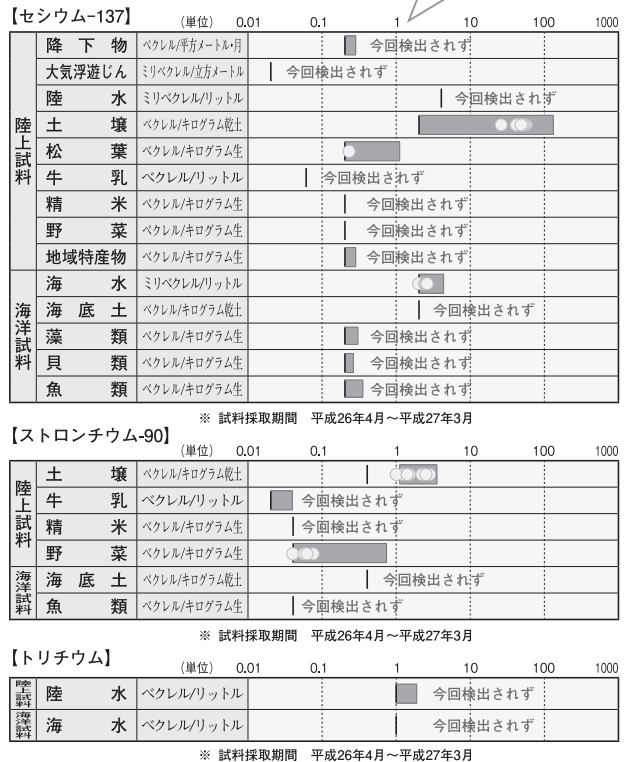 【セシウム-137】
(単位) 0.01 0.1 1 10 100 1000
陸上試料
降下物 ベクレル/平方メートル・月 今回検出されず
大気浮遊じん ミリベクレル/立方メートル 今回検出されず
陸水 ミリベクレル/リットル 今回検出されず
土壌 ベクレル/キログラム乾土
松葉 ベクレル/キログラム生
牛乳 ベクレル/リットル 今回検出されず
精米 ベクレル/キログラム生 今回検出されず
野菜 ベクレル/キログラム生 今回検出されず
地域特産物 ベクレル/キログラム生 今回検出されず
海洋試料
海水 ミリベクレル/リットル
海底土 ベクレル/キログラム乾土 今回検出されず
藻類 ベクレル/キログラム生 今回検出されず
貝類 ベクレル/キログラム生 今回検出されず
魚類 ベクレル/キログラム生 今回検出されず
※ 試料採取期間 平成26年4月~平成27年3月
【ストロンチウム-90】
(単位) 0.01 0.1 1 10 100 1000
陸上試料
土壌 ベクレル/キログラム乾土
牛乳 ベクレル/リットル 今回検出されず
精米 ベクレル/キログラム生 今回検出されず
野菜 ベクレル/キログラム生
海洋試料
海底土 ベクレル/キログラム乾土 今回検出されず
魚類 ベクレル/キログラム生 今回検出されず
※ 試料採取期間 平成26年4月~平成27年3月
【トリチウム】
(単位) 0.01 0.1 1 10 100 1000
陸上試料
陸水 ベクレル/リットル 今回検出されず
海洋試料
海水 ベクレル/リットル 今回検出されず
※ 試料採取期間 平成26年4月~平成27年3月